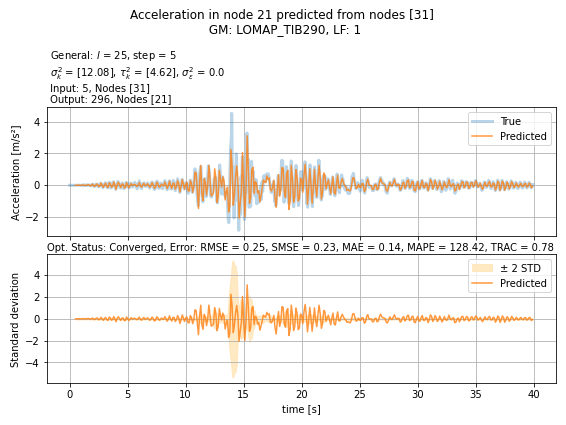 Acceleration in node 21 predicted from nodes [31]
GM: LOMAP_TIB290, LF: 1
General: l = 25, step = 5
σ²ₖ = [12.08], τ²ₖ = [4.62], σ²ε = 0.0
Input: 5, Nodes [31]
Output: 296, Nodes [21]
True
Predicted
Acceleration [m/s²]
4
2
0
−2
Opt. Status: Converged, Error: RMSE = 0.25, SMSE = 0.23, MAE = 0.14, MAPE = 128.42, TRAC = 0.78
± 2 STD
Predicted
Standard deviation
4
2
0
−2
−4
0 5 10 15 20 25 30 35 40
time [s]